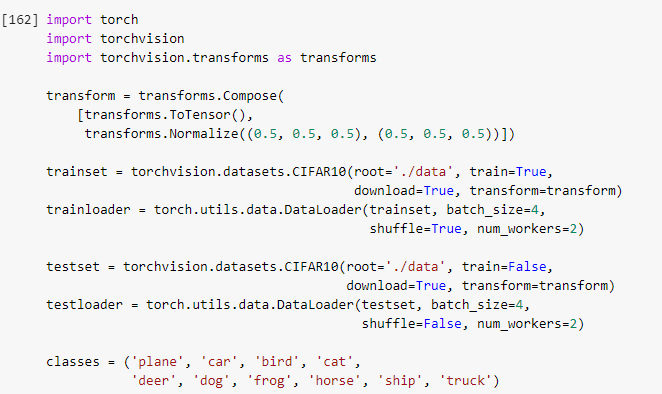 [162] import torch
import torchvision
import torchvision.transforms as transforms
transform = transforms.Compose(
[transforms.ToTensor(),
transforms.Normalize((0.5, 0.5, 0.5), (0.5, 0.5, 0.5))])
trainset = torchvision.datasets.CIFAR10(root='./data', train=True,
download=True, transform=transform)
trainloader = torch.utils.data.DataLoader(trainset, batch_size=4,
shuffle=True, num_workers=2)
testset = torchvision.datasets.CIFAR10(root='./data', train=False,
download=True, transform=transform)
testloader = torch.utils.data.DataLoader(testset, batch_size=4,
shuffle=False, num_workers=2)
classes = ('plane', 'car', 'bird', 'cat',
'deer', 'dog', 'frog', 'horse', 'ship', 'truck')